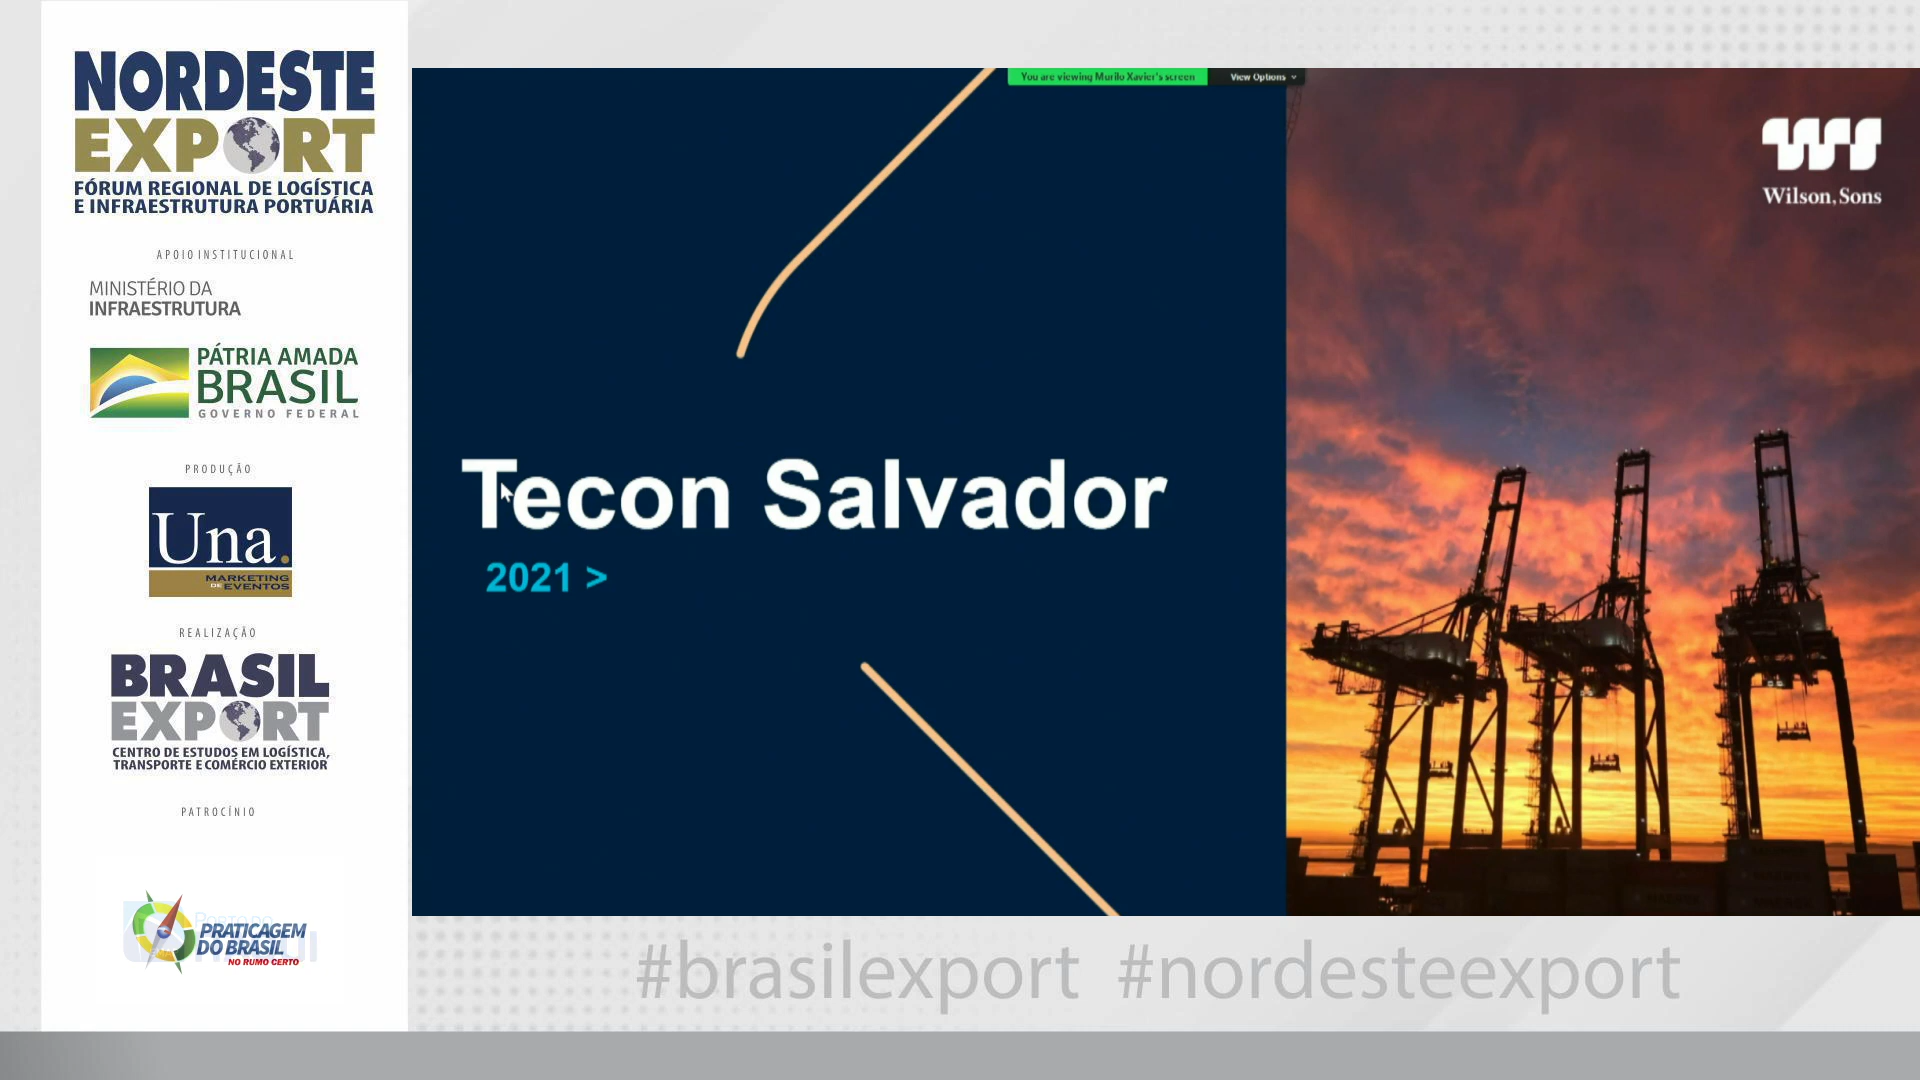 NORDESTE
EXPORT
FÓRUM REGIONAL DE LOGÍSTICA
E INFRAESTRUTURA PORTUÁRIA
APOIO INSTITUCIONAL
MINISTÉRIO DA
INFRAESTRUTURA
PÁTRIA AMADA
BRASIL
GOVERNO FEDERAL
PRODUÇÃO
Una.
MARKETING
DE EVENTOS
REALIZAÇÃO
BRASIL
EXPORT
CENTRO DE ESTUDOS EM LOGÍSTICA,
TRANSPORTE E COMÉRCIO EXTERIOR
PATROCÍNIO
PRATICAGEM
DO BRASIL
NO RUMO CERTO
You are viewing Murilo Xavier's screen View Options
Wilson, Sons
Tecon Salvador
2021 >
#brasilexport #nordesteexport